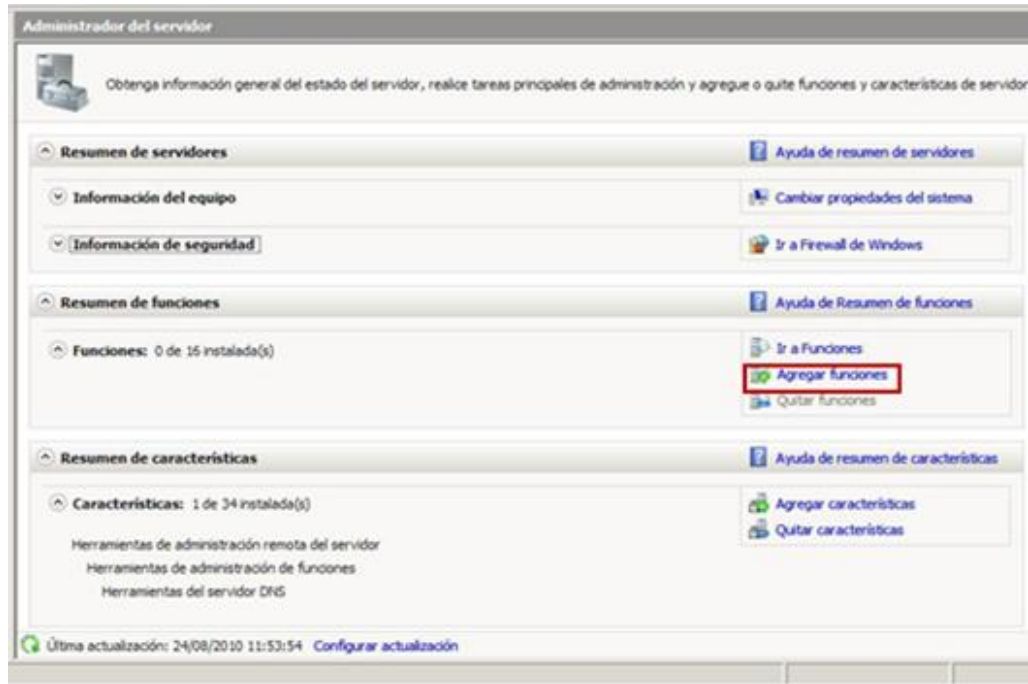 Administrador del servidor
Obtenga información general del estado del servidor, realice tareas principales de administración y agregue o quite funciones y características de servidor
Resumen de servidores
Ayuda de resumen de servidores
Información del equipo
Cambiar propiedades del sistema
Información de seguridad
Ir a Firewall de Windows
Resumen de funciones
Ayuda de Resumen de funciones
Funciones: 0 de 16 instalada(s)
Ir a Funciones
Agregar funciones
Quitar funciones
Resumen de características
Ayuda de resumen de características
Características: 1 de 34 instalada(s)
Agregar características
Quitar características
Herramientas de administración remota del servidor
Herramientas de administración de funciones
Herramientas del servidor DNS
Última actualización: 24/08/2010 11:53:54 Configurar actualización